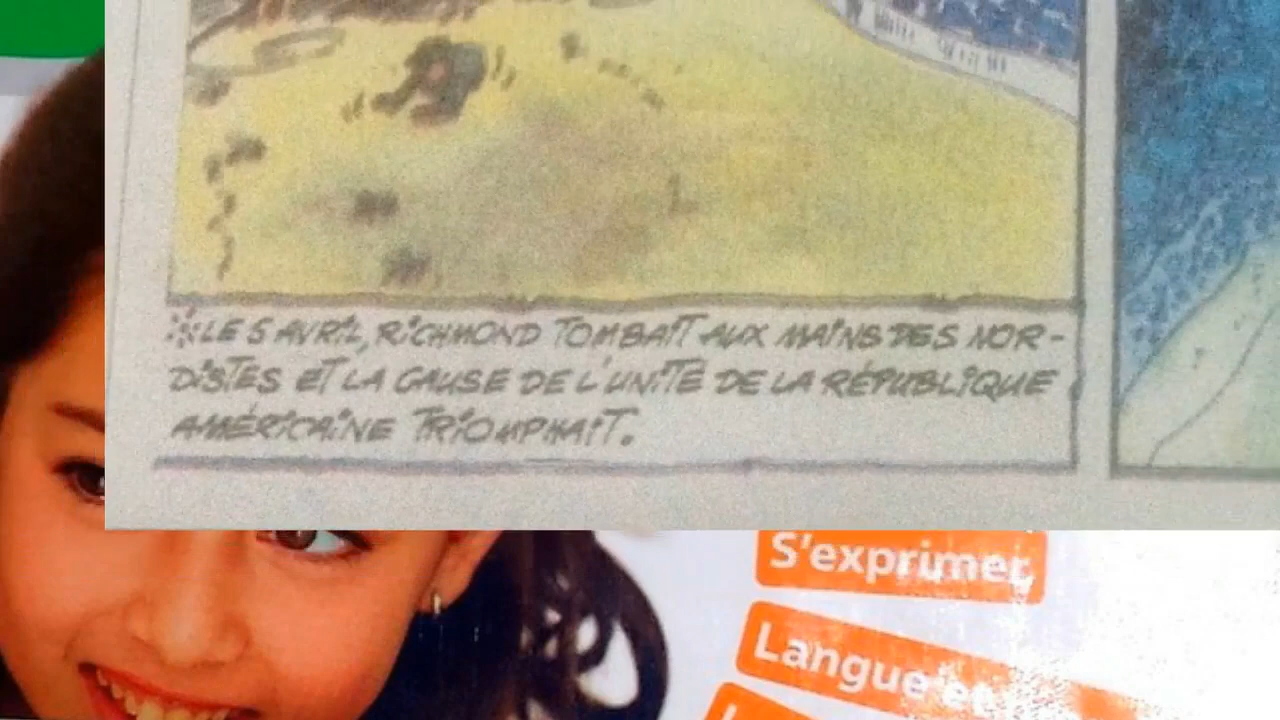 LE 5 AVRIL, RICHMOND TOMBAIT AUX MAINS DES NOR-
DISTES ET LA CAUSE DE L'UNITÉ DE LA RÉPUBLIQUE
AMÉRICAINE TRIOMPHAIT.
S'exprimer
Langue et